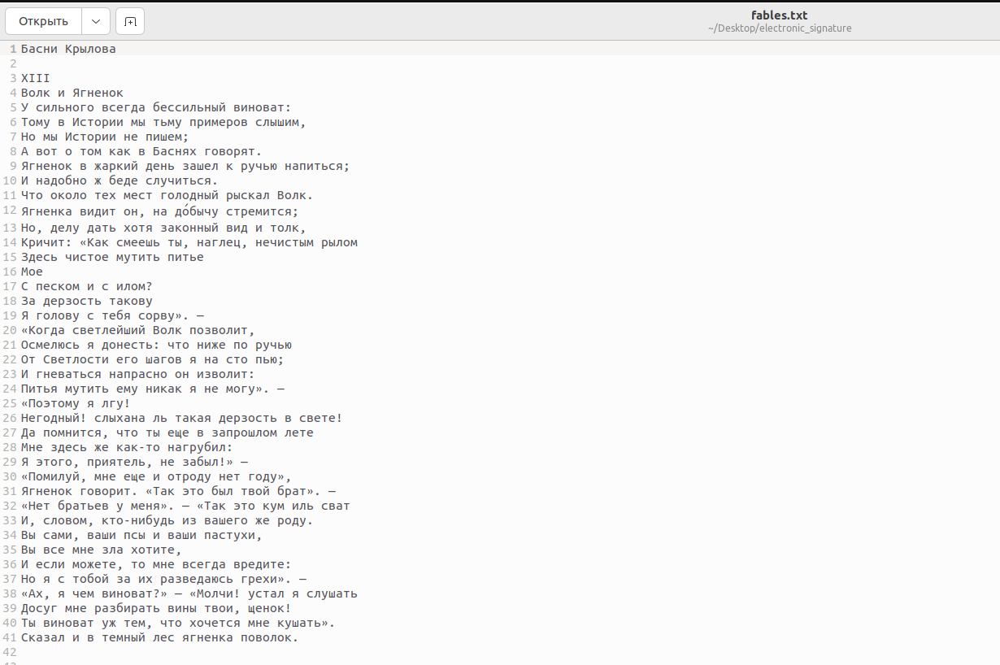 Открыть
fables.txt
~/Desktop/electronic_signature
1 Басни Крылова
2
3 XIII
4 Волк и Ягненок
5 У сильного всегда бессильный виноват:
6 Тому в Истории мы тьму примеров слышим,
7 Но мы Истории не пишем;
8 А вот о том как в Баснях говорят.
9 Ягненок в жаркий день зашел к ручью напиться;
10 И надобно ж беде случиться.
11 Что около тех мест голодный рыскал Волк.
12 Ягненка видит он, на до́бычу стремится;
13 Но, делу дать хотя законный вид и толк,
14 Кричит: «Как смеешь ты, наглец, нечистым рылом
15 Здесь чистое мутить питье
16 Мое
17 С песком и с илом?
18 За дерзость такову
19 Я голову с тебя сорву». —
20 «Когда светлейший Волк позволит,
21 Осмелюсь я донесть: что ниже по ручью
22 От Светлости его шагов я на сто пью;
23 И гневаться напрасно он изволит:
24 Питья мутить ему никак я не могу». —
25 «Поэтому я лгу!
26 Негодный! слыхана ль такая дерзость в свете!
27 Да помнится, что ты еще в запрошлом лете
28 Мне здесь же как-то нагрубил:
29 Я этого, приятель, не забыл!» —
30 «Помилуй, мне еще и отроду нет году»,
31 Ягненок говорит. «Так это был твой брат». —
32 «Нет братьев у меня». — «Так это кум иль сват
33 И, словом, кто-нибудь из вашего же роду.
34 Вы сами, ваши псы и ваши пастухи,
35 Вы все мне зла хотите,
36 И если можете, то мне всегда вредите:
37 Но я с тобой за их разведаюсь грехи». —
38 «Ах, я чем виноват?» — «Молчи! устал я слушать
39 Досуг мне разбирать вины твои, щенок!
40 Ты виноват уж тем, что хочется мне кушать».
41 Сказал и в темный лес ягненка поволок.
42